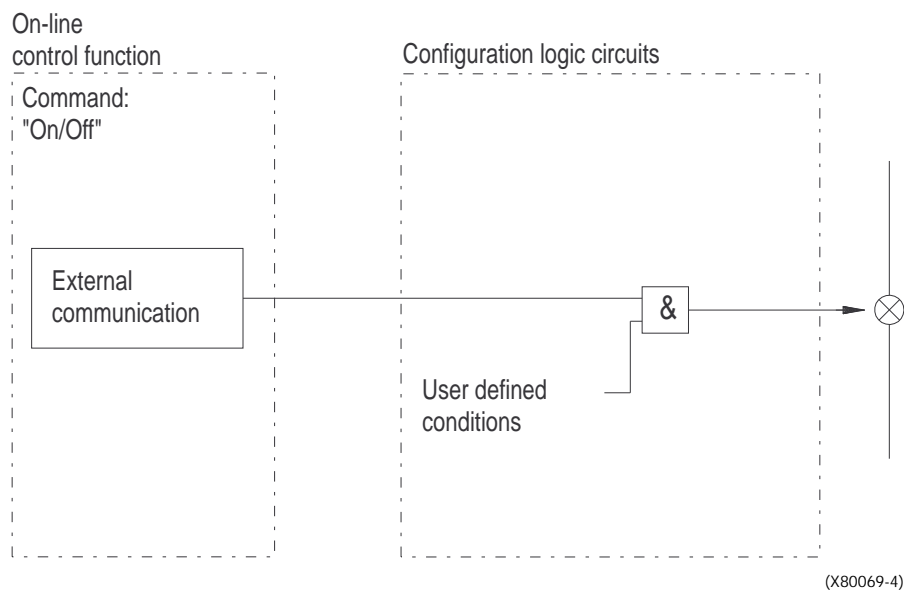 On-line
control function
Configuration logic circuits
Command:
"On/Off"
External
communication
&
User defined
conditions
(X80069-4)